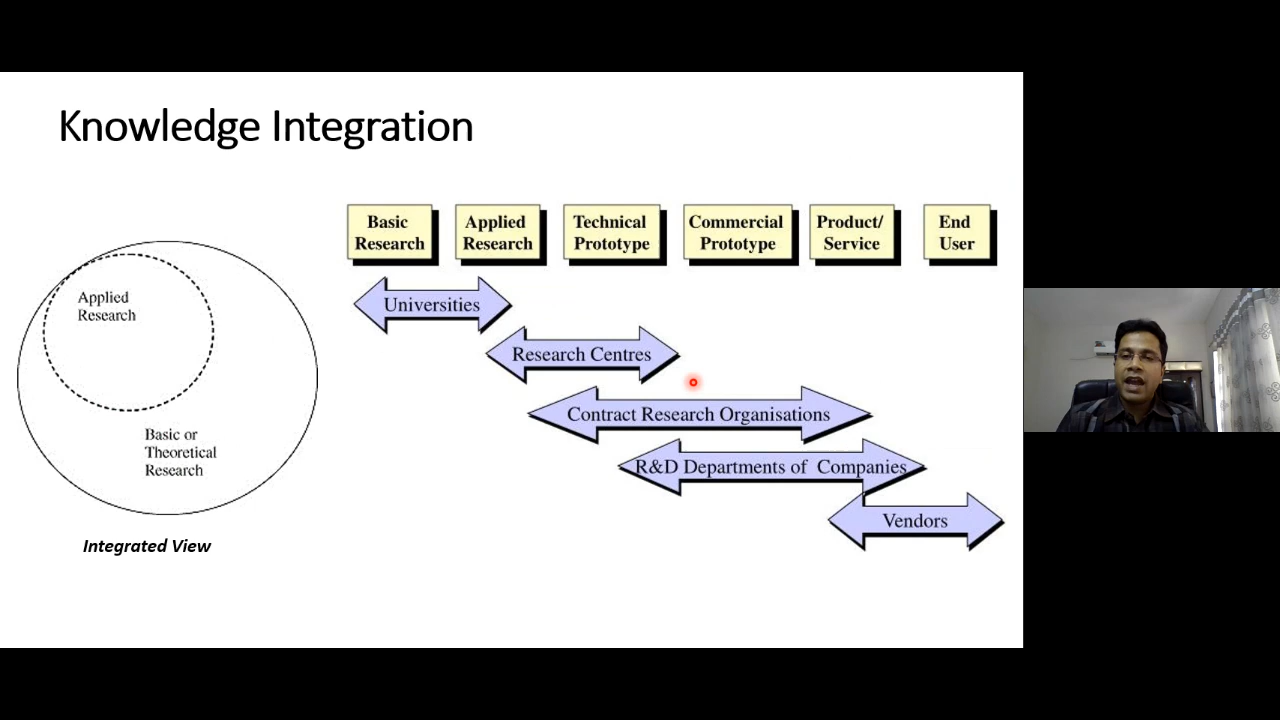 Knowledge Integration
Applied
Research
Basic or
Theoretical
Research
Integrated View
Basic
Research
Applied
Research
Technical
Prototype
Commercial
Prototype
Product/
Service
End
User
Universities
Research Centres
Contract Research Organisations
R&D Departments of Companies
Vendors